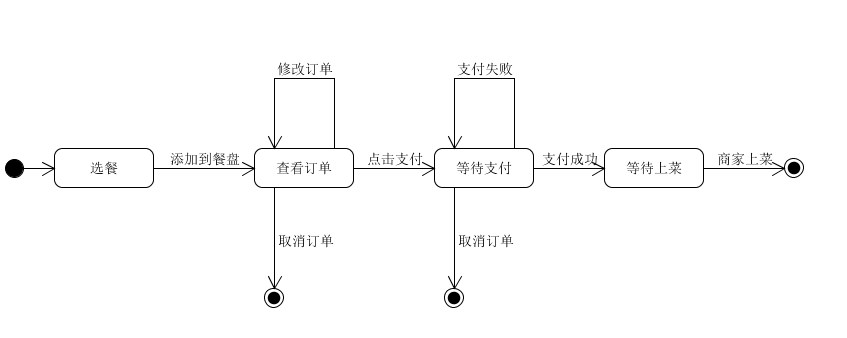 修改订单
支付失败
选餐
添加到餐盘
查看订单
点击支付
等待支付
支付成功
等待上菜
商家上菜
取消订单
取消订单